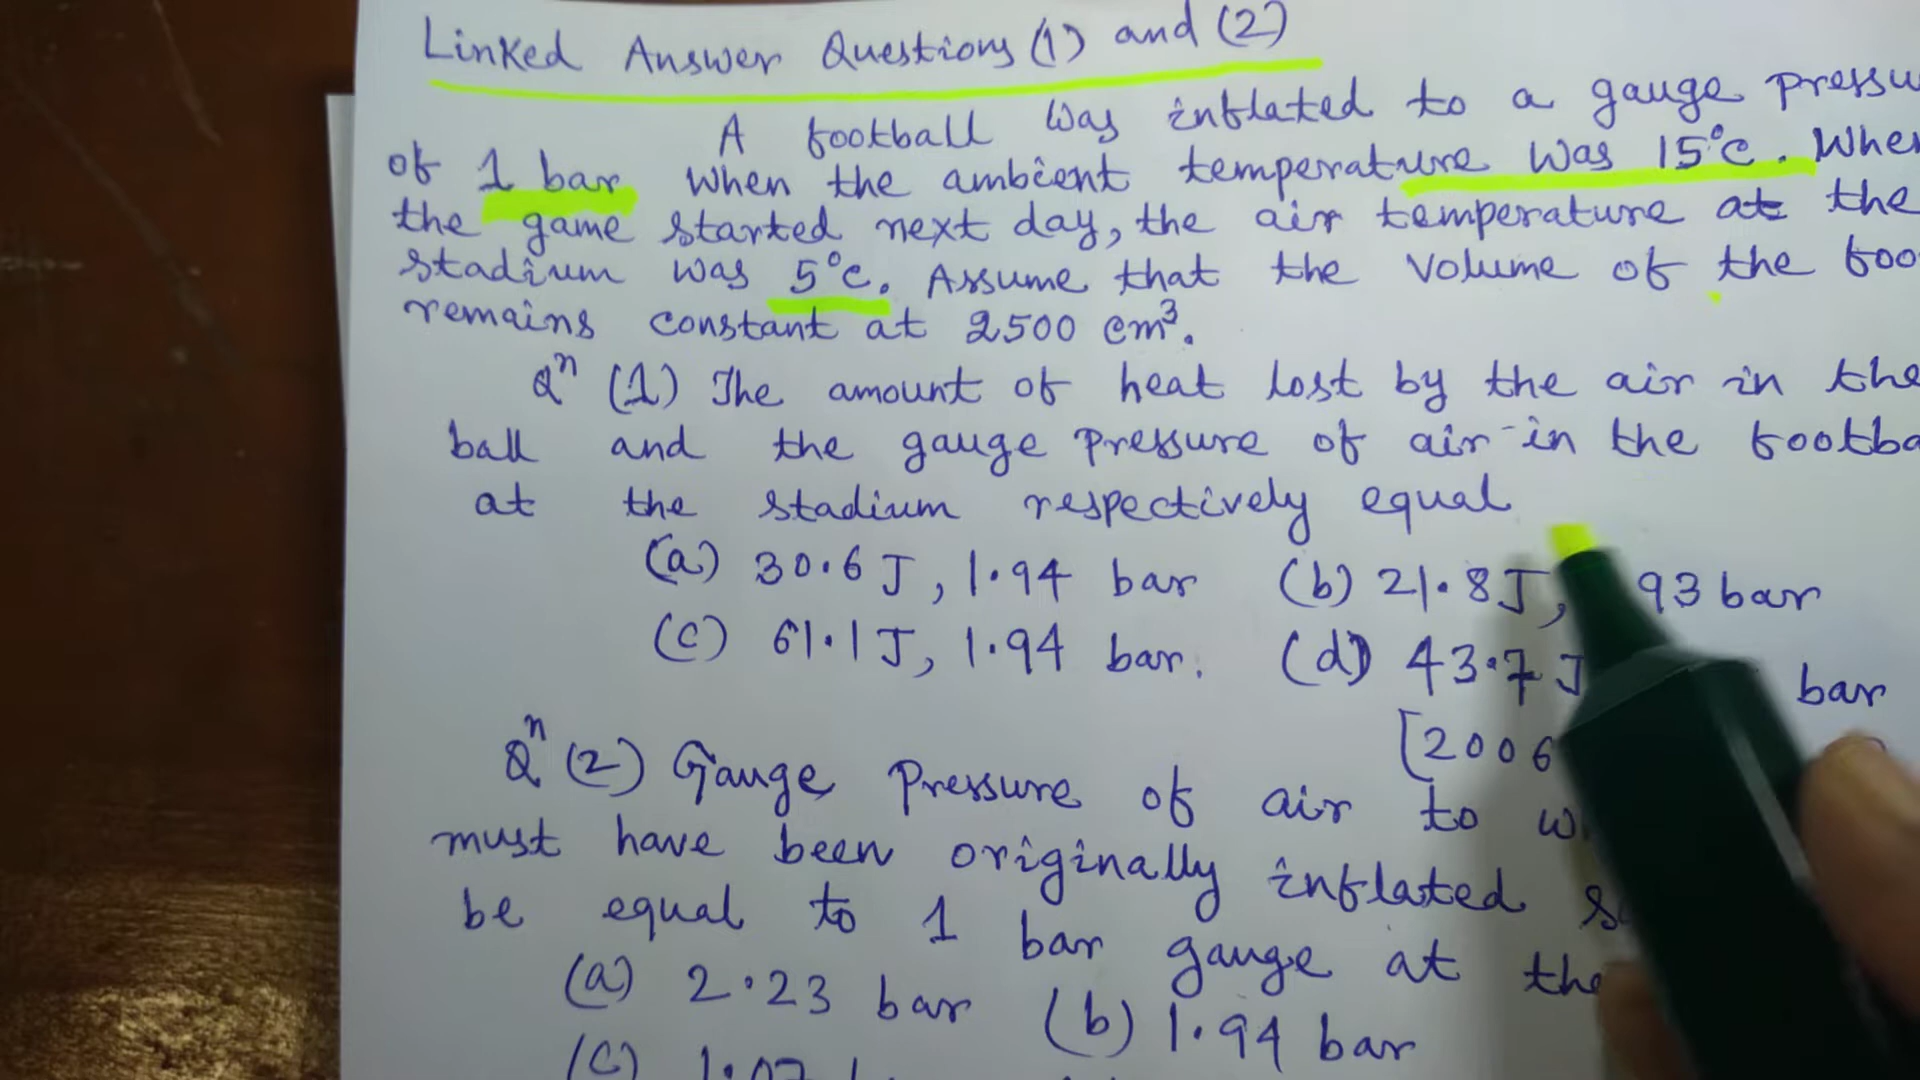 Linked Answer Questions (1) and (2)
A football was inflated to a gauge pressu
of 1 bar when the ambient temperature was 15°C. When
the game started next day, the air temperature at the
stadium was 5°C. Assume that the volume of the foo
remains constant at 2500 cm³.
Qⁿ (1) The amount of heat lost by the air in the
ball and the gauge pressure of air in the footba
at the stadium respectively equal
(a) 30.6 J, 1.94 bar (b) 21.8 J, 93 bar
(c) 61.1 J, 1.94 bar. (d) 43.7 J bar
[2006
Qⁿ (2) Gauge pressure of air to
must have been originally inflated
be equal to 1 bar gauge at the
(a) 2.23 bar (b) 1.94 bar
(c) 1.07